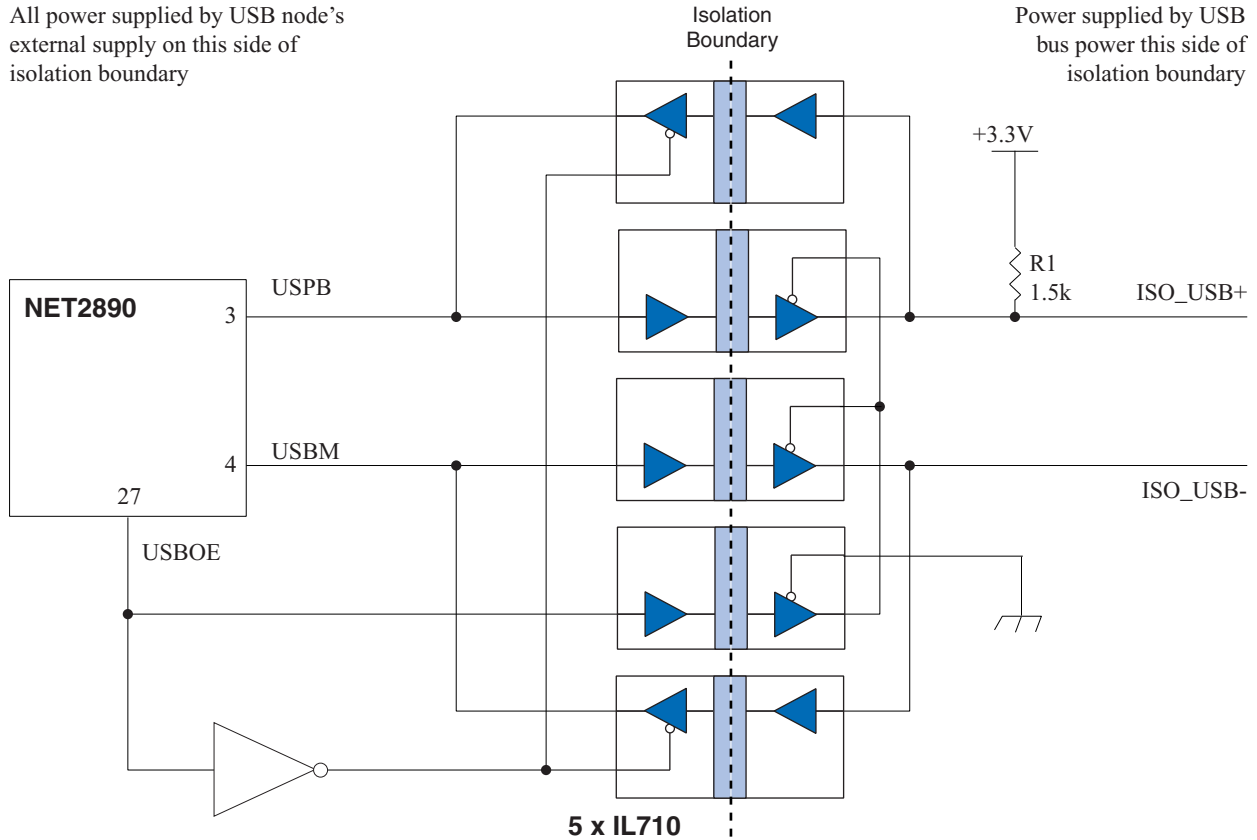 All power supplied by USB node's
external supply on this side of
isolation boundary
Isolation
Boundary
Power supplied by USB
bus power this side of
isolation boundary
+3.3V
R1
1.5k
NET2890
3
USPB
ISO_USB+
4
USBM
ISO_USB-
27
USBOE
5 x IL710